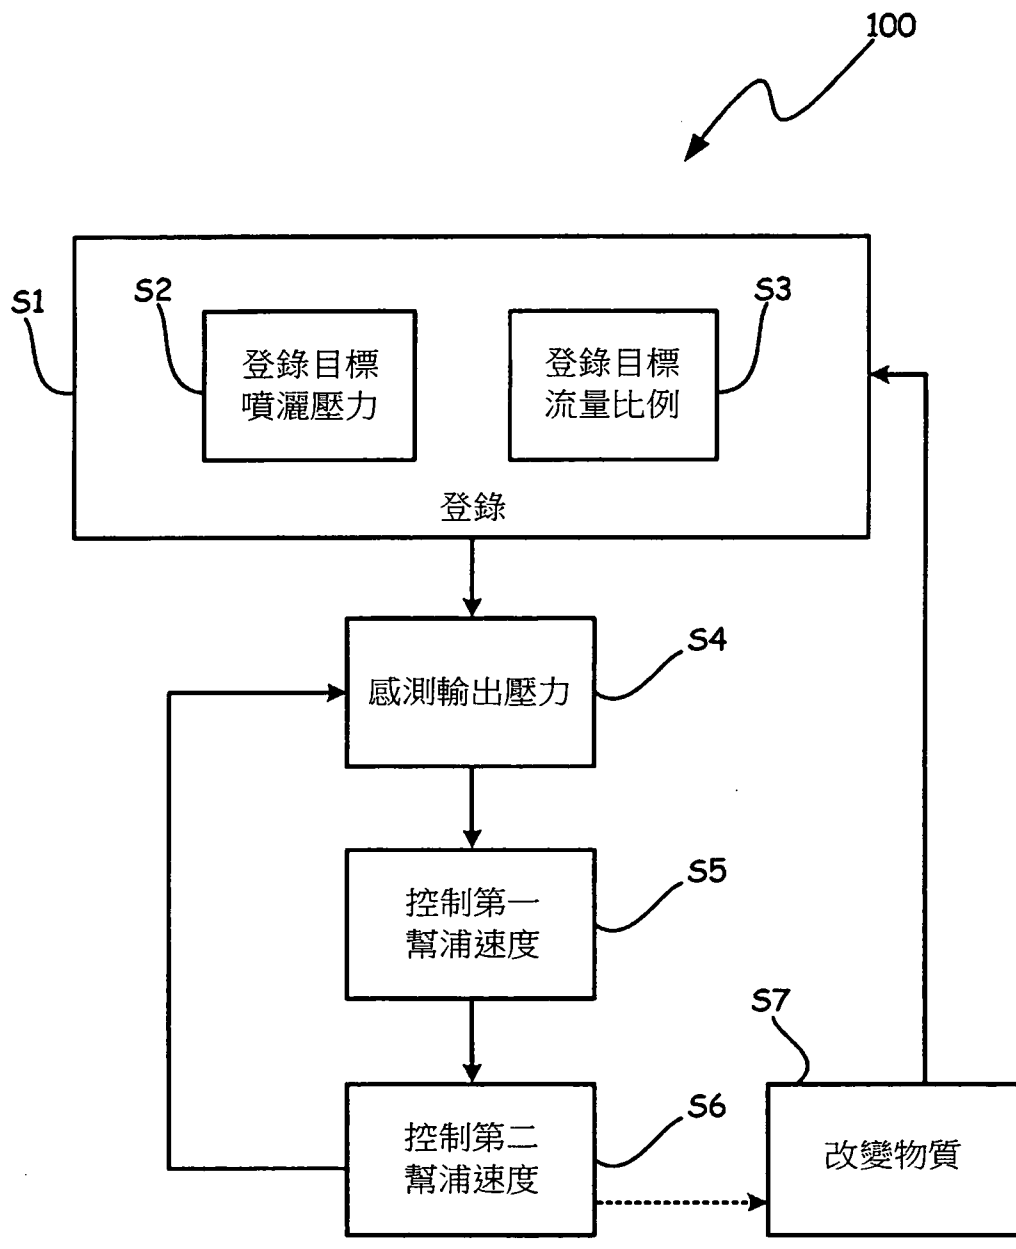 100
S1
S2
登錄目標
噴灑壓力
S3
登錄目標
流量比例
登錄
S4
感測輸出壓力
S5
控制第一
幫浦速度
S6
控制第二
幫浦速度
S7
改變物質